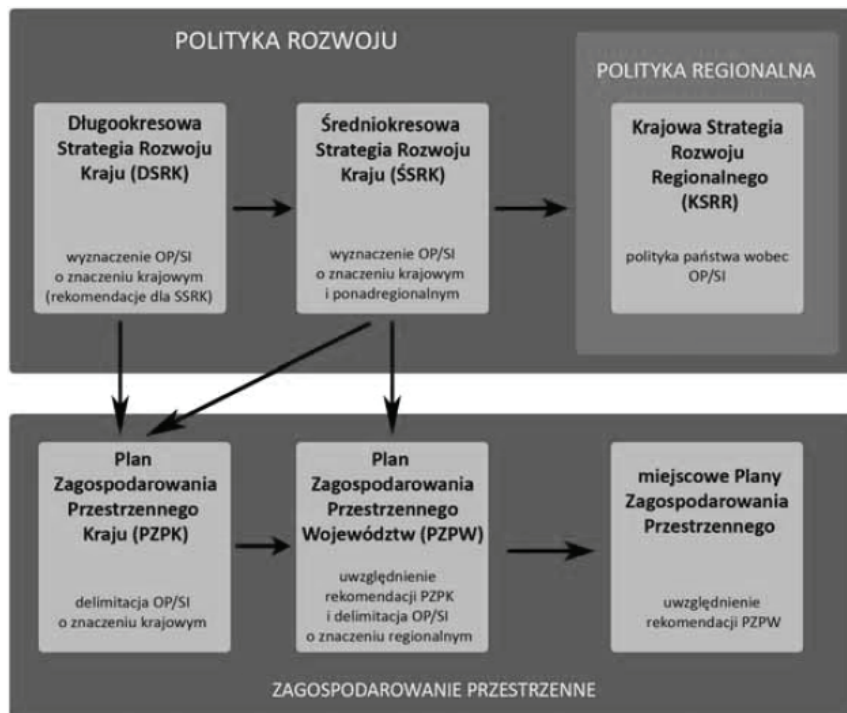 POLITYKA ROZWOJU
POLITYKA REGIONALNA
Długookresowa
Strategia Rozwoju
Kraju (DSRK)
wyznaczenie OP/SI
o znaczeniu krajowym
(rekomendacje dla SSRK)
Średniokresowa
Strategia Rozwoju
Kraju (ŚSRK)
wyznaczenie OP/SI
o znaczeniu krajowym
i ponadregionalnym
Krajowa Strategia
Rozwoju
Regionalnego
(KSRR)
polityka państwa wobec
OP/SI
Plan
Zagospodarowania
Przestrzennego
Kraju (PZPK)
delimitacja OP/SI
o znaczeniu krajowym
Plan
Zagospodarowania
Przestrzennego
Województw (PZPW)
uwzględnienie
rekomendacji PZPK
i delimitacja OP/SI
o znaczeniu regionalnym
miejscowe Plany
Zagospodarowania
Przestrzennego
uwzględnienie
rekomendacji PZPW
ZAGOSPODAROWANIE PRZESTRZENNE